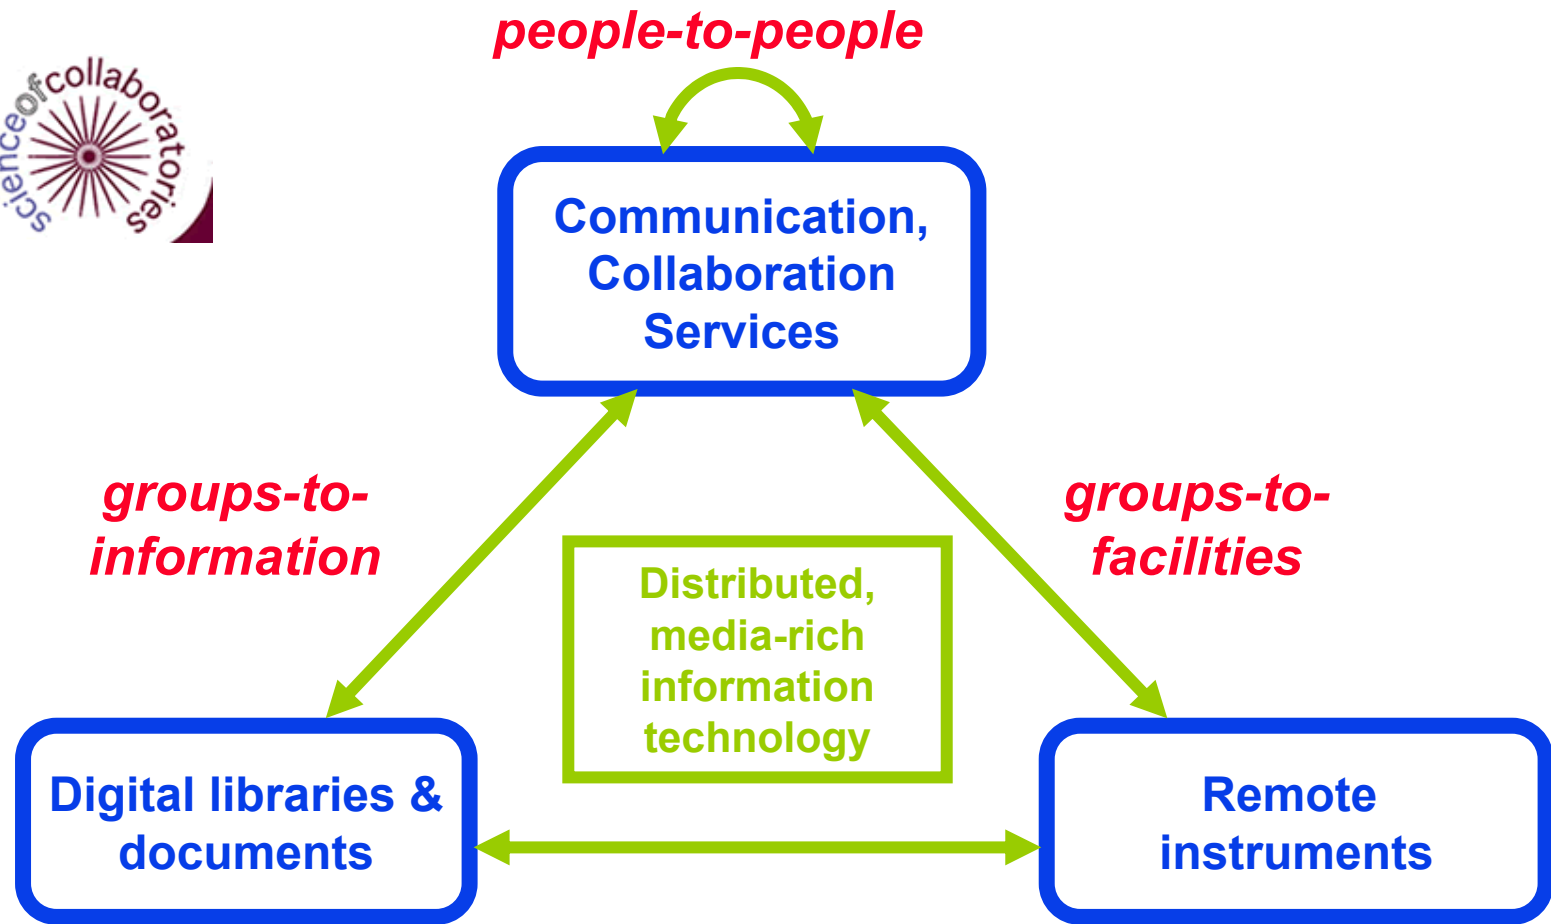 people-to-people
scienceofcollaboratories
Communication,
Collaboration
Services
groups-to-
information
groups-to-
facilities
Distributed,
media-rich
information
technology
Digital libraries &
documents
Remote
instruments